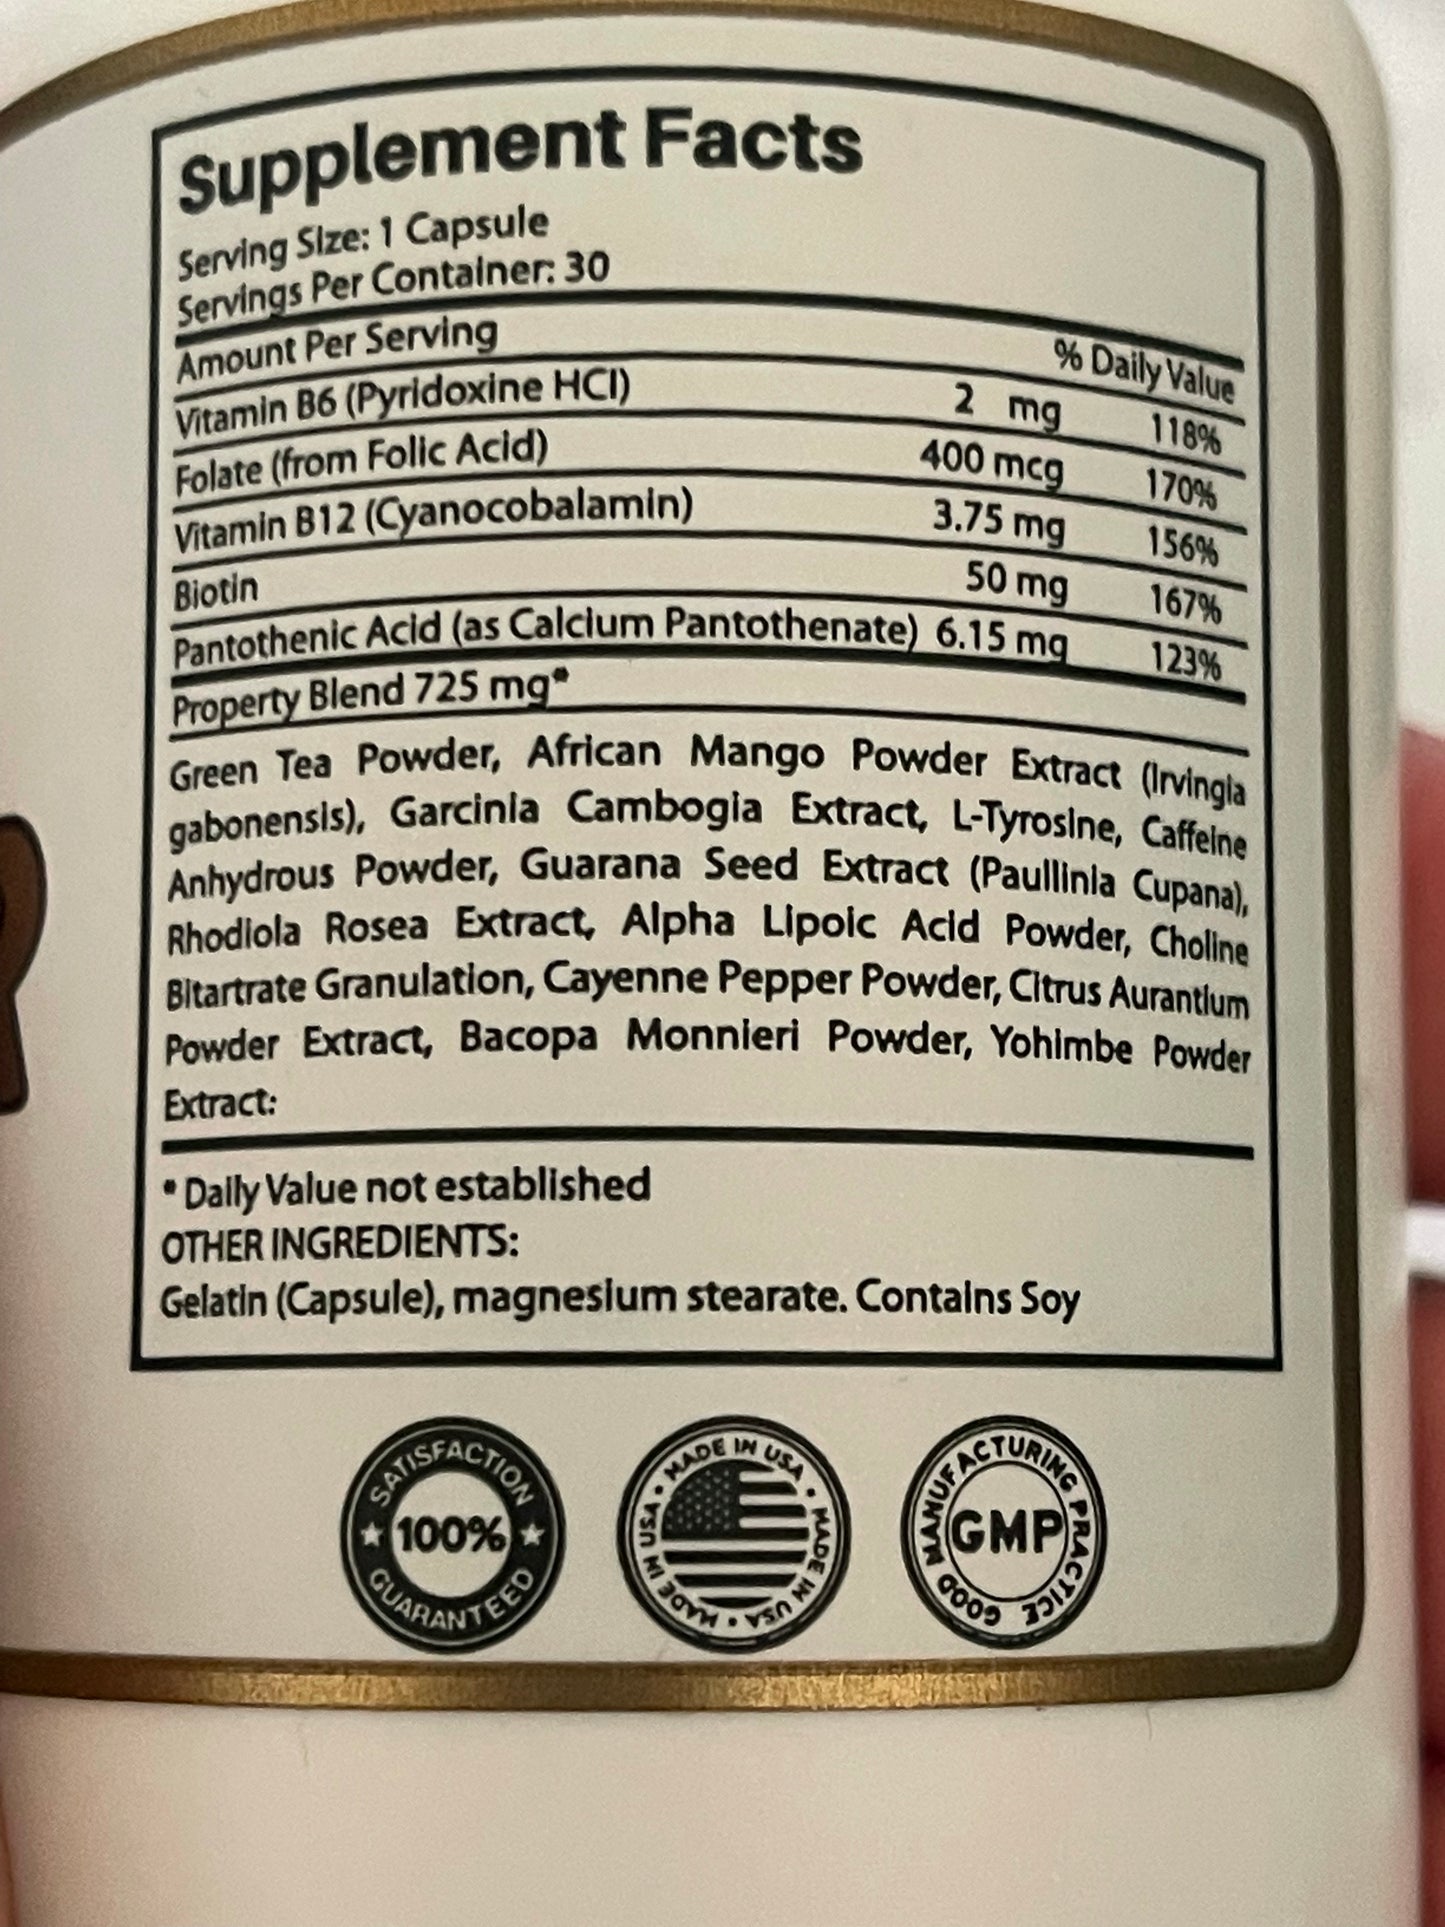 Supplement Facts
Serving Size: 1 Capsule
Servings Per Container: 30
Amount Per Serving % Daily Value
Vitamin B6 (Pyridoxine HCl) 2 mg 118%
Folate (from Folic Acid) 400 mcg 170%
Vitamin B12 (Cyanocobalamin) 3.75 mg 156%
Biotin 50 mg 167%
Pantothenic Acid (as Calcium Pantothenate) 6.15 mg 123%
Property Blend 725 mg*
Green Tea Powder, African Mango Powder Extract (Irvingia
gabonensis), Garcinia Cambogia Extract, L-Tyrosine, Caffeine
Anhydrous Powder, Guarana Seed Extract (Paullinia Cupana),
Rhodiola Rosea Extract, Alpha Lipoic Acid Powder, Choline
Bitartrate Granulation, Cayenne Pepper Powder, Citrus Aurantium
Powder Extract, Bacopa Monnieri Powder, Yohimbe Powder
Extract:
* Daily Value not established
OTHER INGREDIENTS:
Gelatin (Capsule), magnesium stearate. Contains Soy
SATISFACTION
100%
GUARANTEED
MADE IN USA • MADE IN USA • MADE IN USA •
GOOD MANUFACTURING PRACTICE
GMP